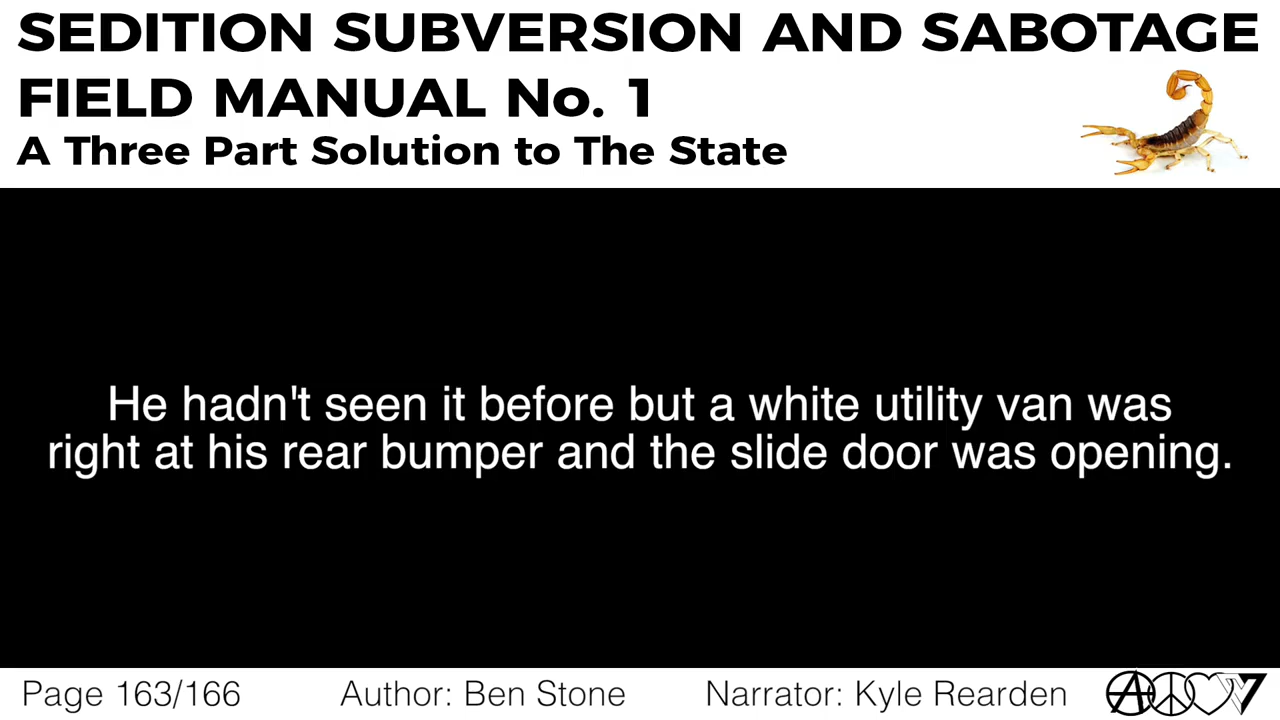 SEDITION SUBVERSION AND SABOTAGE
FIELD MANUAL No. 1
A Three Part Solution to The State
He hadn't seen it before but a white utility van was
right at his rear bumper and the slide door was opening.
Page 163/166 Author: Ben Stone Narrator: Kyle Rearden